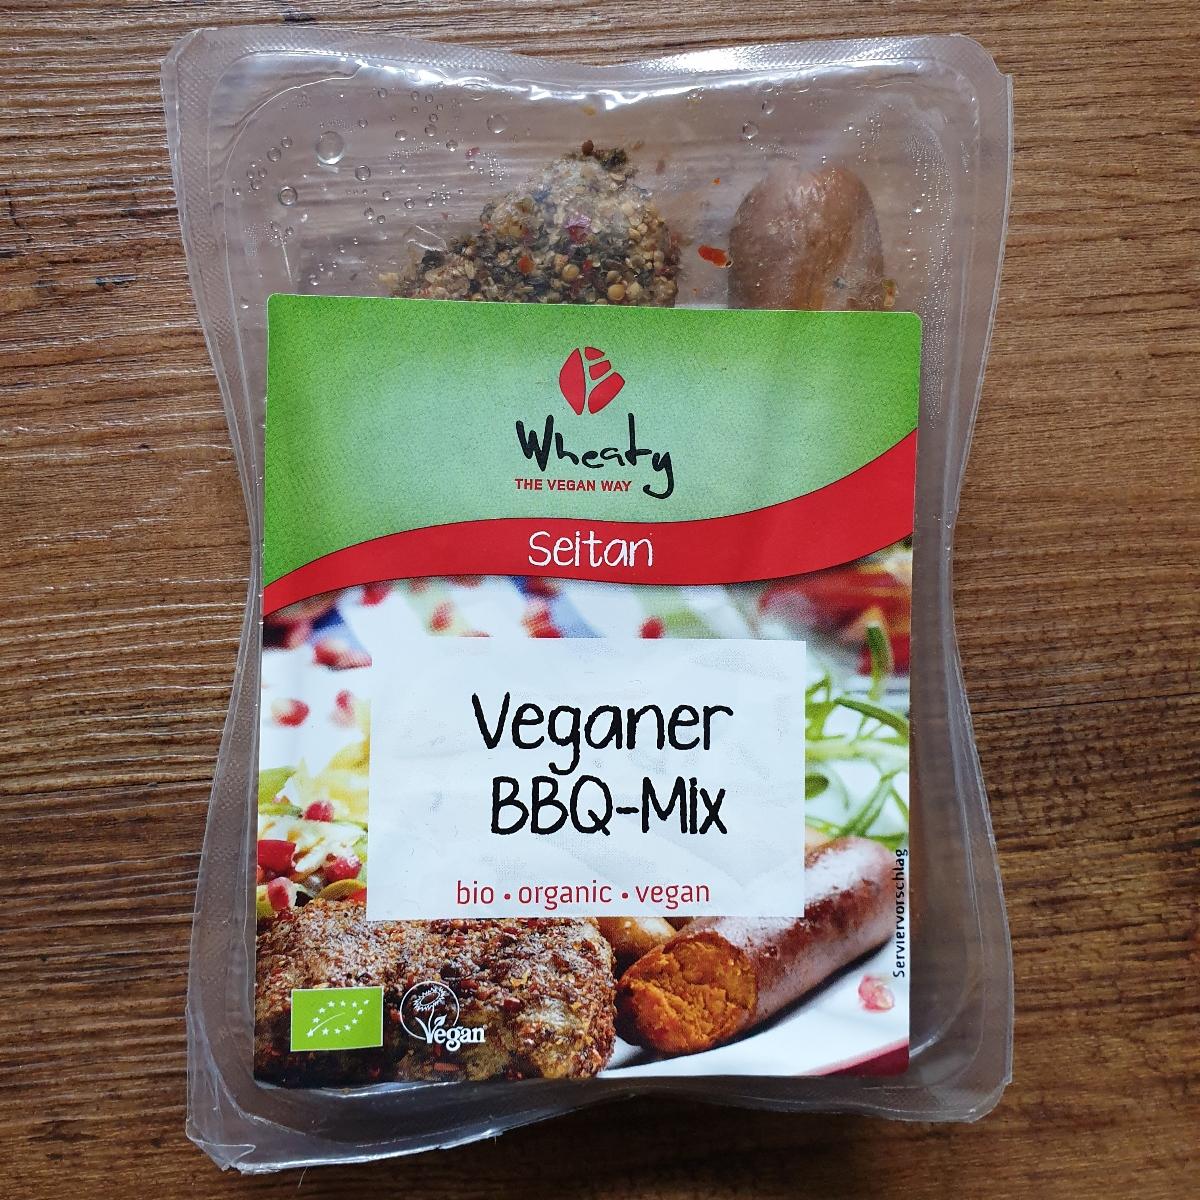 Wheaty
THE VEGAN WAY
Seitan
Veganer
BBQ-Mix
bio • organic • vegan
Serviervorschlag
Vegan